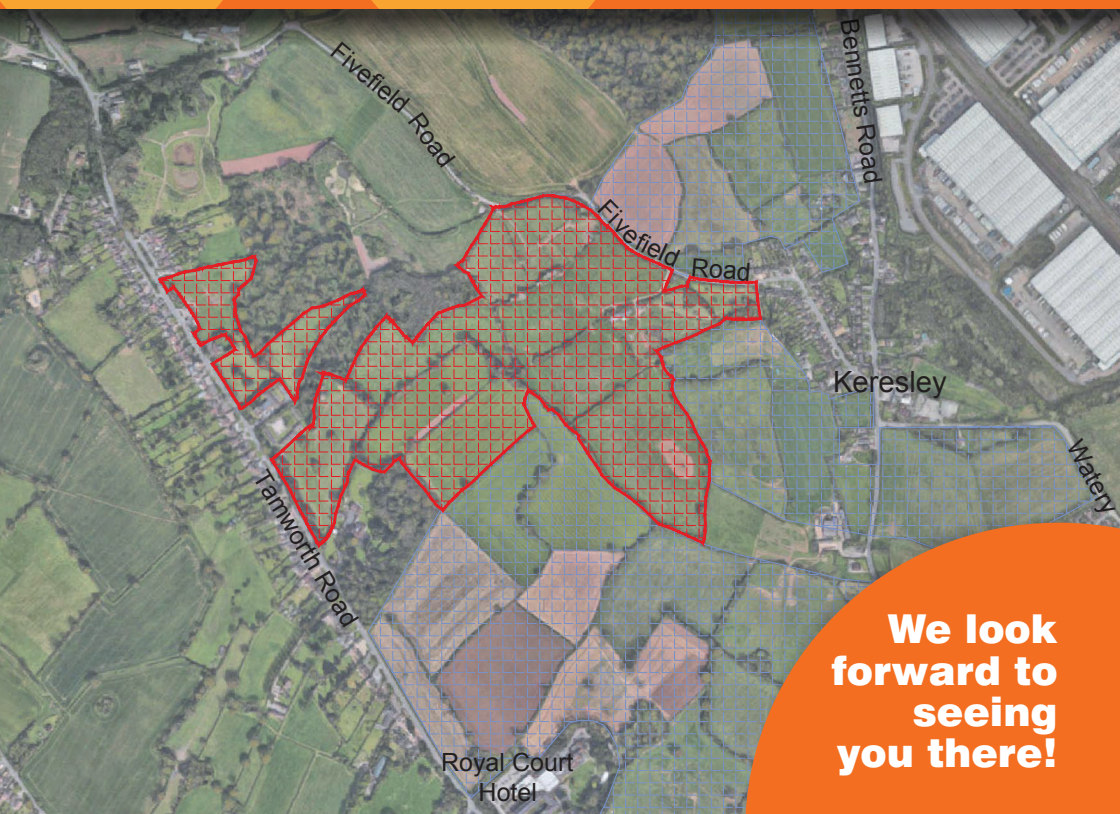 Fivefield Road
Bennetts Road
Fivefield Road
Keresley
Watery
Tamworth Road
We look
forward to
seeing
you there!
Royal Court
Hotel